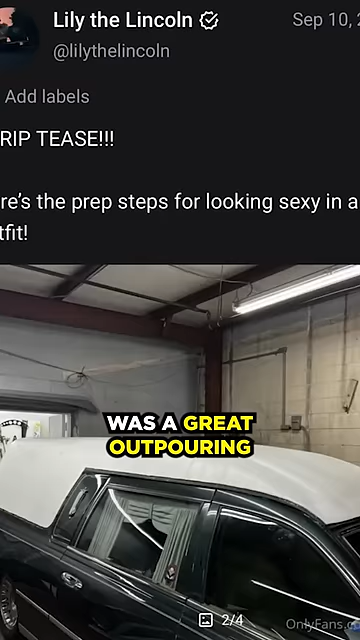 Lily the Lincoln
Sep 10, 2
@lilythelincoln
Add labels
RIP TEASE!!!
re's the prep steps for looking sexy in a
tfit!
WAS A GREAT
OUTPOURING
2/4
OnlyFans.c